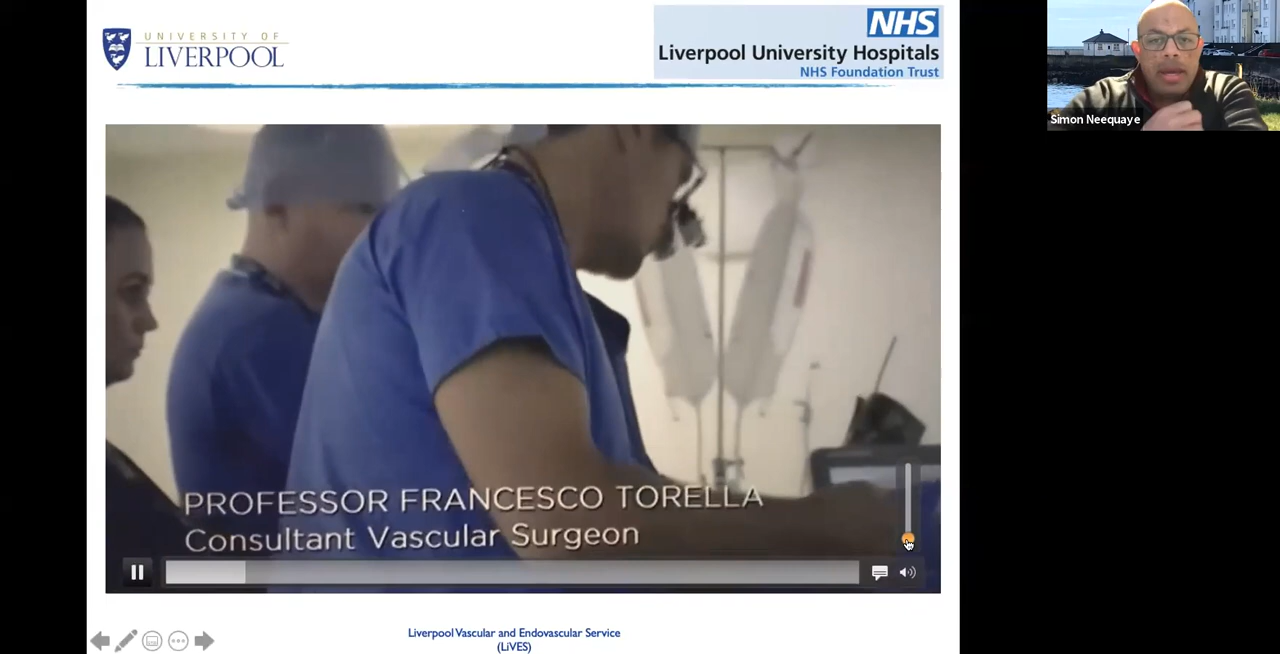 UNIVERSITY OF
LIVERPOOL
NHS
Liverpool University Hospitals
NHS Foundation Trust
Simon Neequaye
PROFESSOR FRANCESCO TORELLA
Consultant Vascular Surgeon
Liverpool Vascular and Endovascular Service
(LiVES)